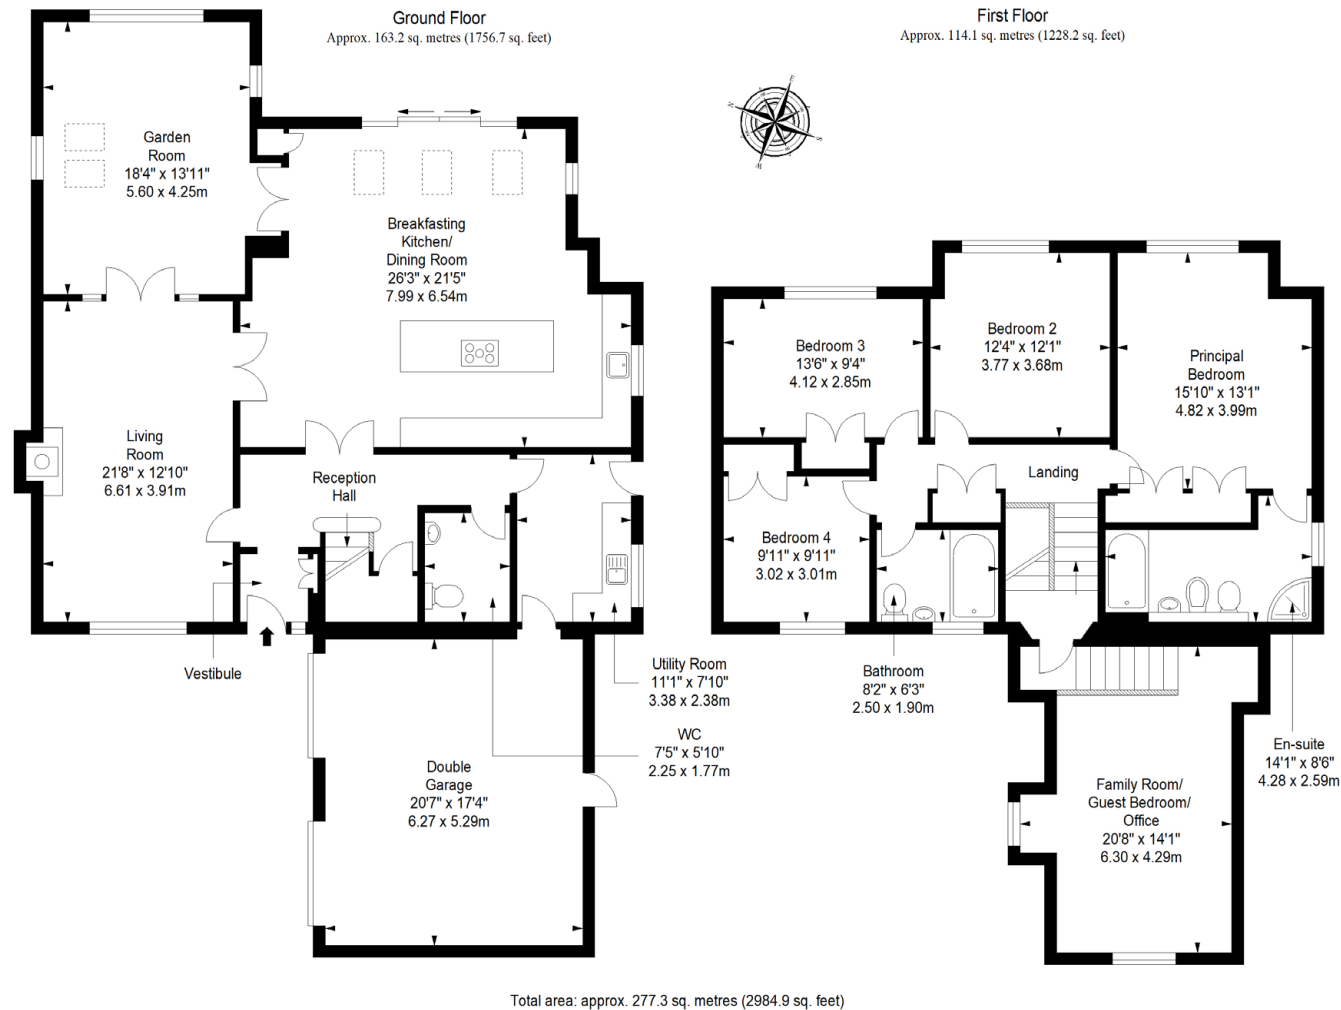 Ground Floor
Approx. 163.2 sq. metres (1756.7 sq. feet)
First Floor
Approx. 114.1 sq. metres (1228.2 sq. feet)
E
N
S
W
Garden
Room
18'4" x 13'11"
5.60 x 4.25m
Breakfasting
Kitchen/
Dining Room
26'3" x 21'5"
7.99 x 6.54m
Living
Room
21'8" x 12'10"
6.61 x 3.91m
Reception
Hall
Vestibule
Utility Room
11'1" x 7'10"
3.38 x 2.38m
WC
7'5" x 5'10"
2.25 x 1.77m
Double
Garage
20'7" x 17'4"
6.27 x 5.29m
Bedroom 3
13'6" x 9'4"
4.12 x 2.85m
Bedroom 2
12'4" x 12'1"
3.77 x 3.68m
Principal
Bedroom
15'10" x 13'1"
4.82 x 3.99m
Landing
Bedroom 4
9'11" x 9'11"
3.02 x 3.01m
Bathroom
8'2" x 6'3"
2.50 x 1.90m
En-suite
14'1" x 8'6"
4.28 x 2.59m
Family Room/
Guest Bedroom/
Office
20'8" x 14'1"
6.30 x 4.29m
Total area: approx. 277.3 sq. metres (2984.9 sq. feet)